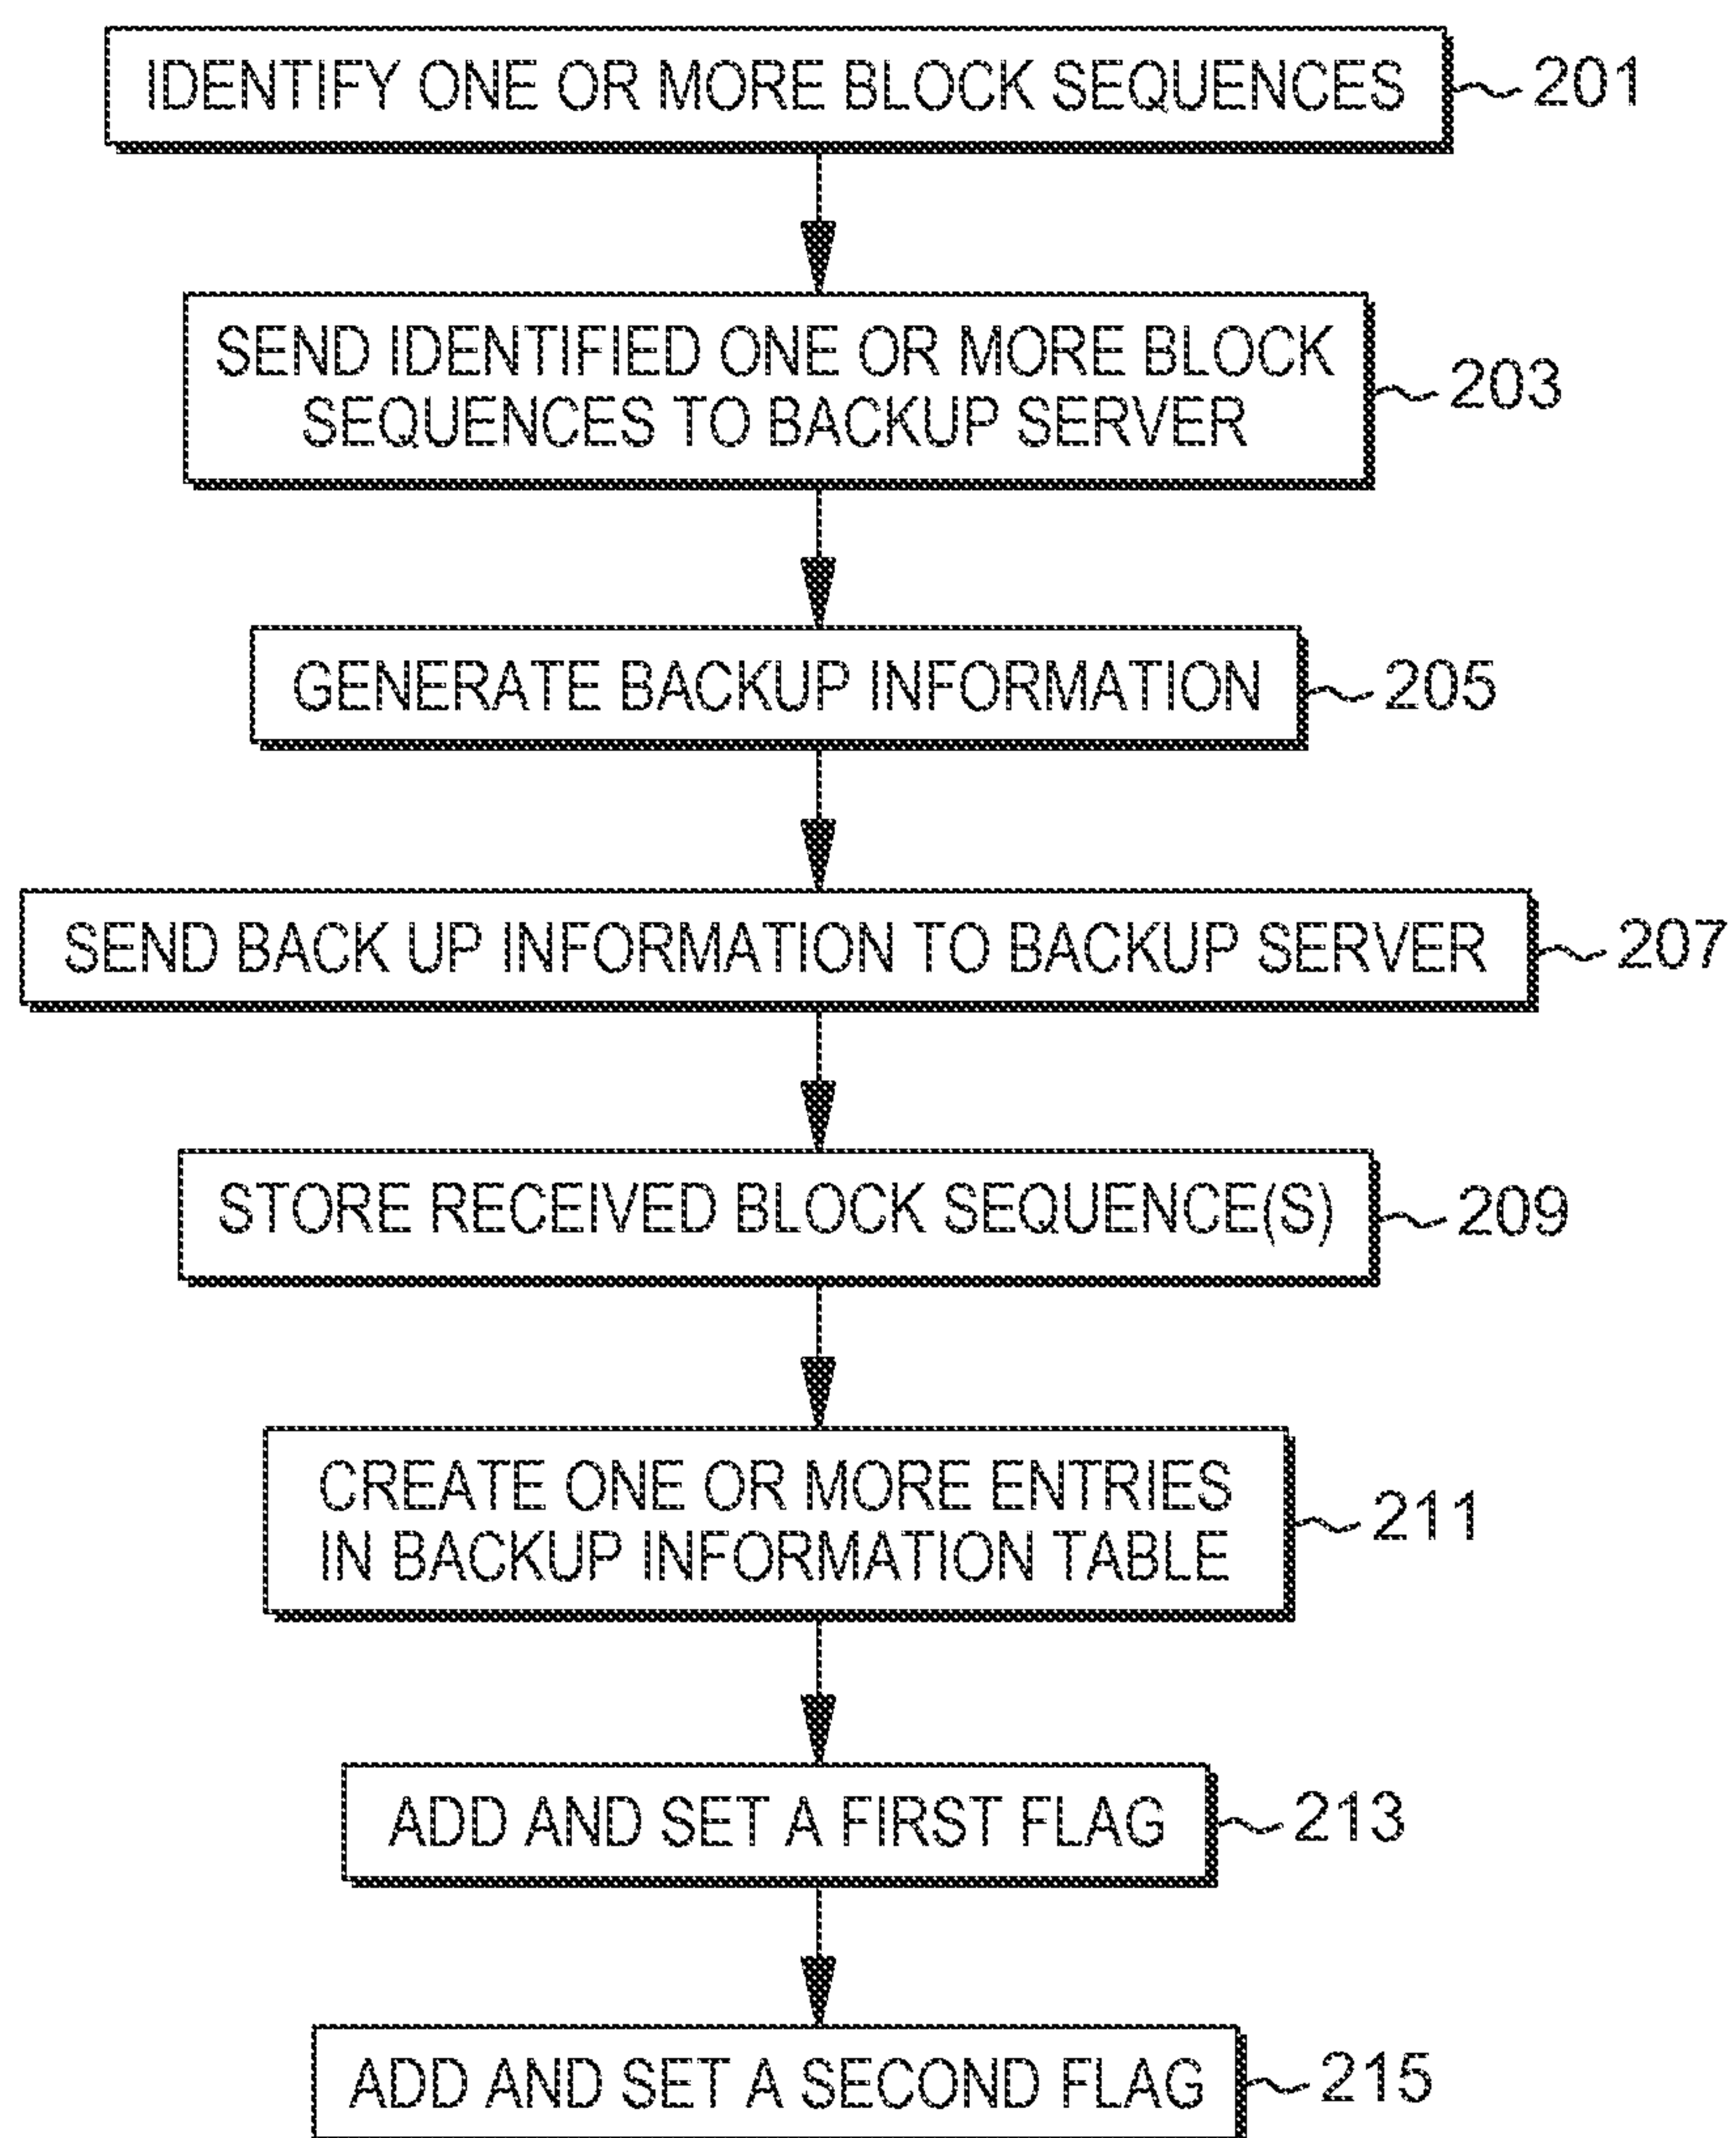 IDENTIFY ONE OR MORE BLOCK SEQUENCES
201
SEND IDENTIFIED ONE OR MORE BLOCK
SEQUENCES TO BACKUP SERVER
203
GENERATE BACKUP INFORMATION
205
SEND BACK UP INFORMATION TO BACKUP SERVER
207
STORE RECEIVED BLOCK SEQUENCE(S)
209
CREATE ONE OR MORE ENTRIES
IN BACKUP INFORMATION TABLE
211
ADD AND SET A FIRST FLAG
213
ADD AND SET A SECOND FLAG
215